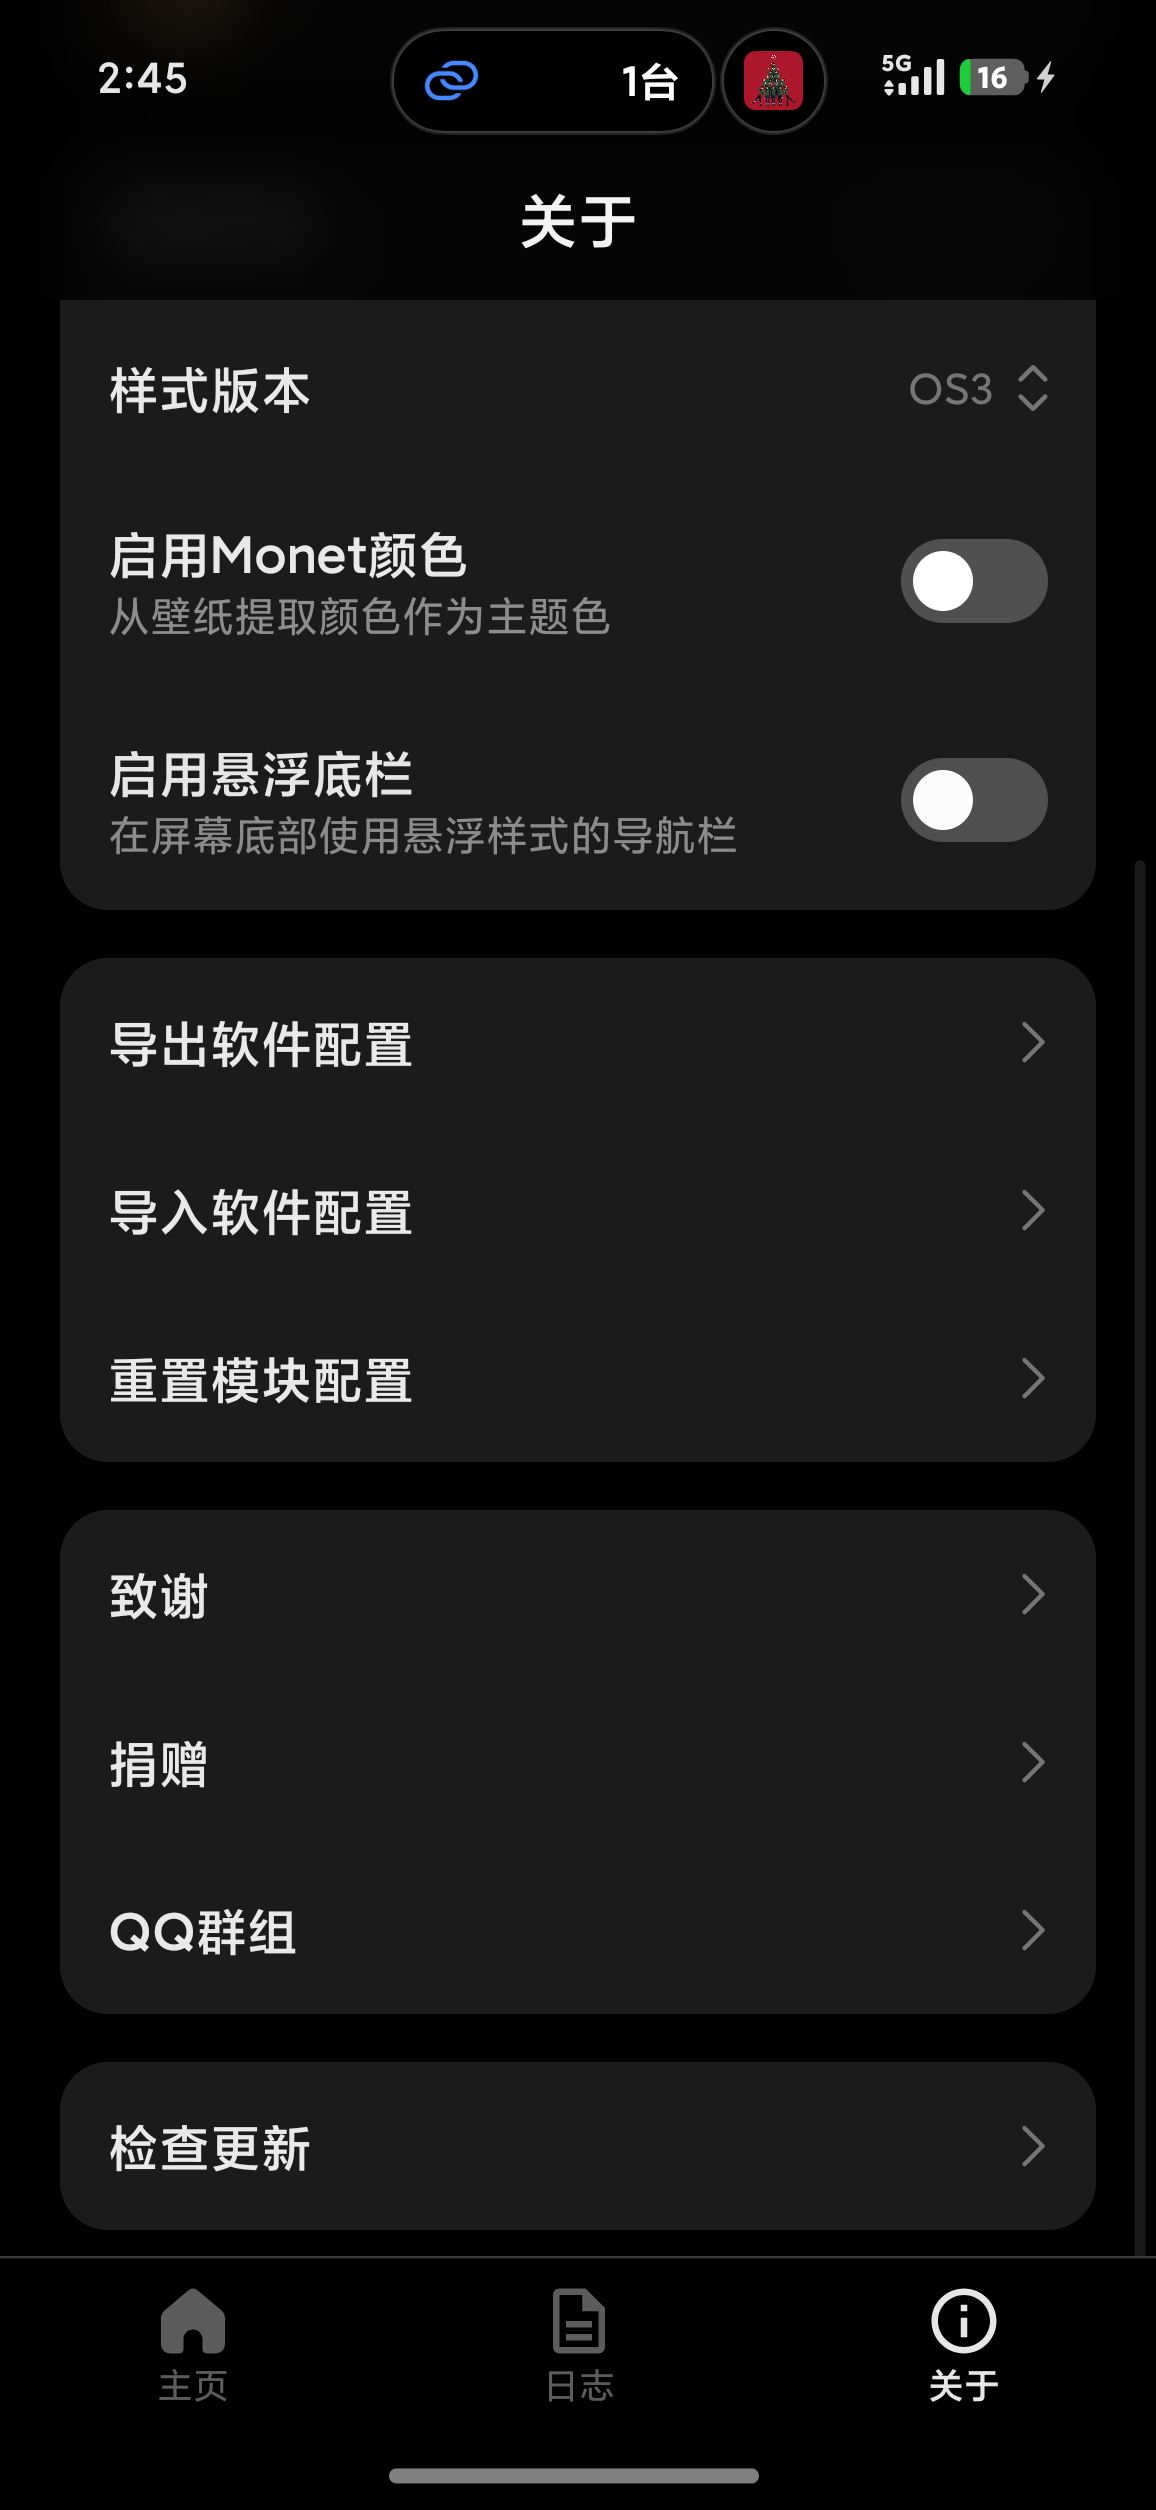 2:45
1台
5G
16
关于
样式版本
OS3
启用Monet颜色
从壁纸提取颜色作为主题色
启用悬浮底栏
在屏幕底部使用悬浮样式的导航栏
导出软件配置
导入软件配置
重置模块配置
致谢
捐赠
QQ群组
检查更新
主页
日志
关于